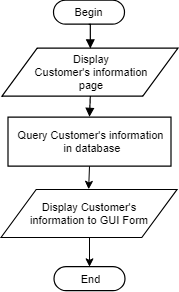 Begin
Display
Customer's information
page
Query Customer's information
in database
Display Customer's
information to GUI Form
End